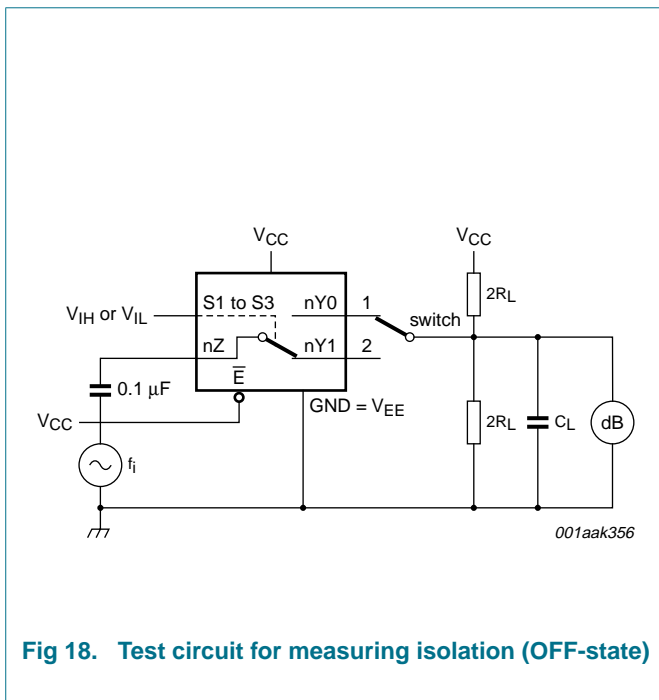 VCC
VCC
S1 to S3
nY0
1
2RL
VIH or VIL
switch
nZ
nY1
2
E̅
0.1 μF
GND = VEE
VCC
2RL
CL
dB
fi
001aak356
Fig 18. Test circuit for measuring isolation (OFF-state)